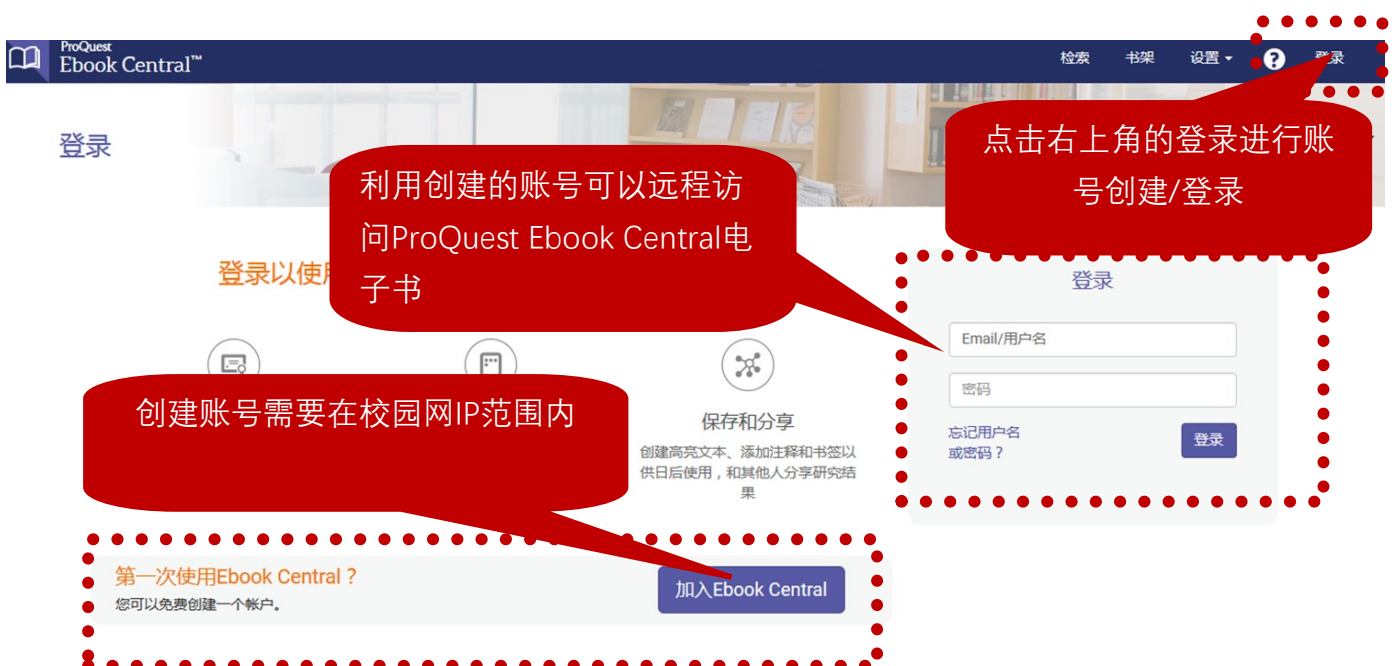 ProQuest
Ebook Central™
检索
书架
设置
?
登录
登录
点击右上角的登录进行账
号创建/登录
利用创建的账号可以远程访
问ProQuest Ebook Central电
子书
登录以使
登录
Email/用户名
密码
忘记用户名
或密码？
登录
创建账号需要在校园网IP范围内
保存和分享
创建高亮文本、添加注释和书签以
供日后使用，和其他人分享研究结
果
第一次使用Ebook Central？
您可以免费创建一个帐户。
加入Ebook Central